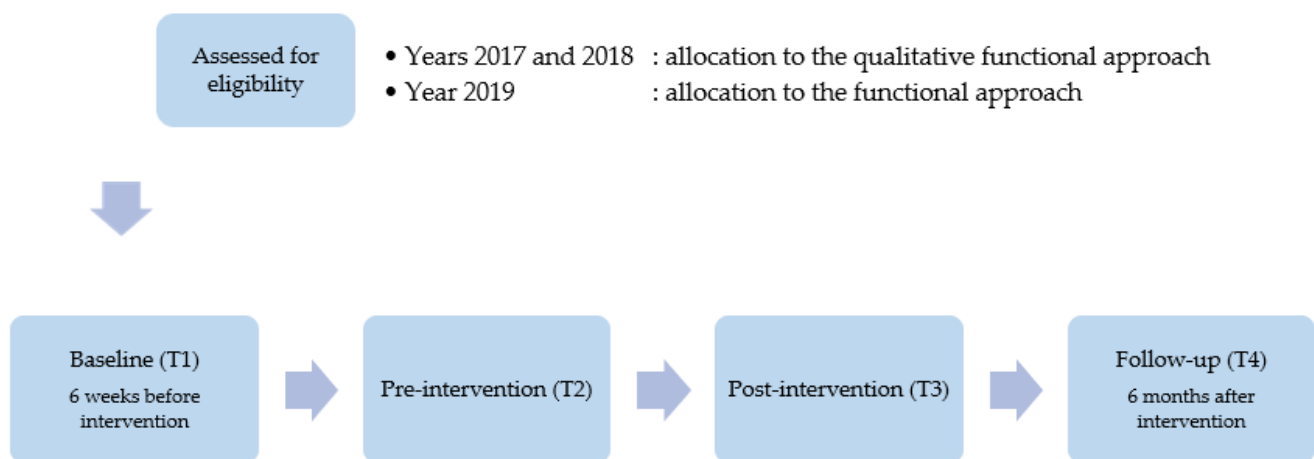 Assessed for
eligibility
• Years 2017 and 2018 : allocation to the qualitative functional approach
• Year 2019 : allocation to the functional approach
Baseline (T1)
6 weeks before
intervention
Pre-intervention (T2)
Post-intervention (T3)
Follow-up (T4)
6 months after
intervention